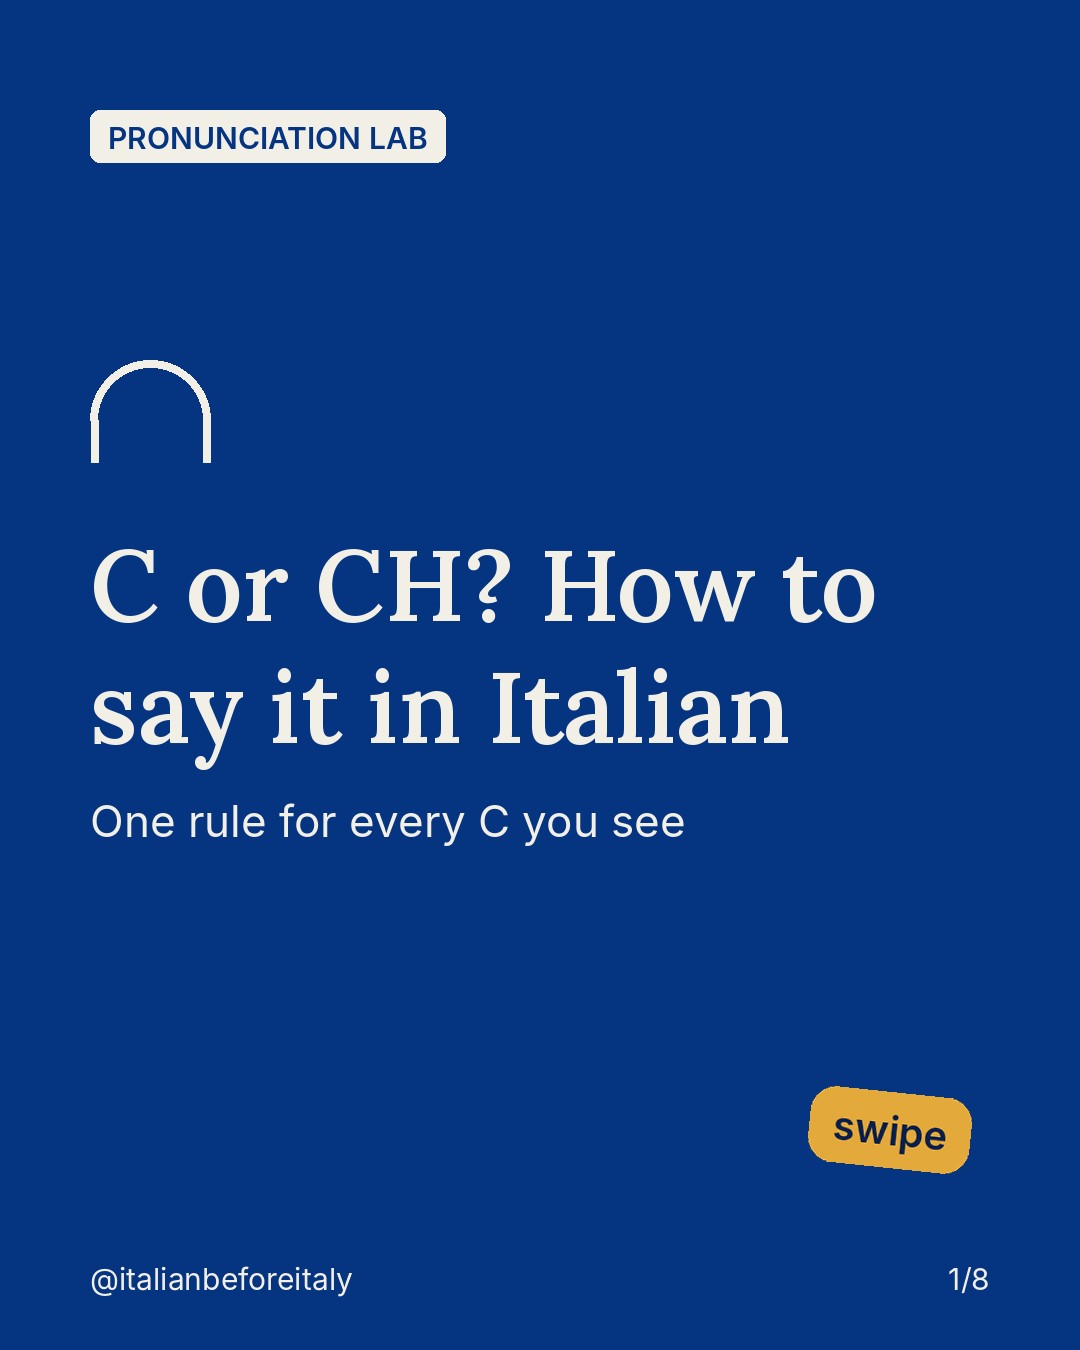 PRONUNCIATION LAB
C or CH? How to
say it in Italian
One rule for every C you see
swipe
@italianbeforeitaly
1/8